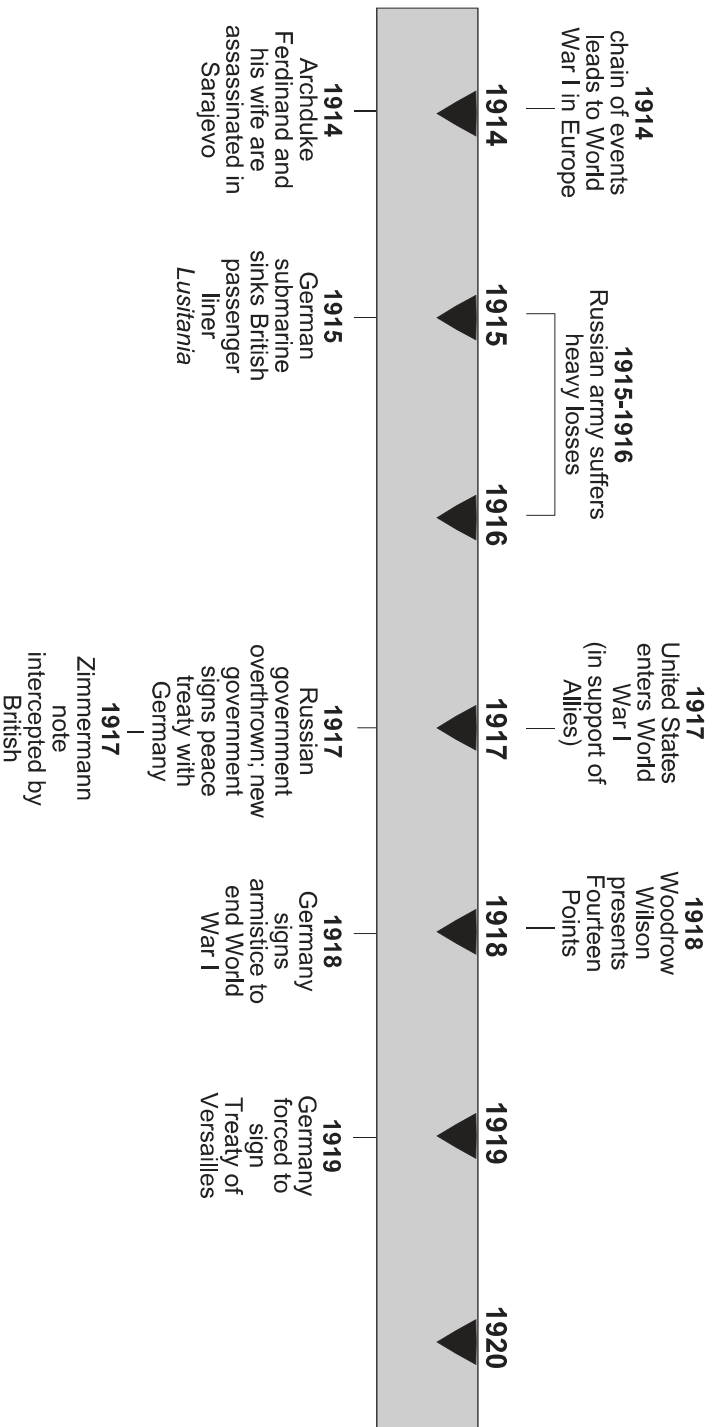 1914
chain of events
leads to World
War I in Europe
1915-1916
Russian army suffers
heavy losses
1917
United States
enters World
War I
(in support of
Allies)
1918
Woodrow
Wilson
presents
Fourteen
Points
1914
1915
1916
1917
1918
1919
1920
1914
Archduke
Ferdinand and
his wife are
assassinated in
Sarajevo
1915
German
submarine
sinks British
passenger
liner
Lusitania
1917
Russian
government
overthrown; new
government
signs peace
treaty with
Germany
1917
Zimmermann
note
intercepted by
British
1918
Germany
signs
armistice to
end World
War I
1919
Germany
forced to
sign
Treaty of
Versailles